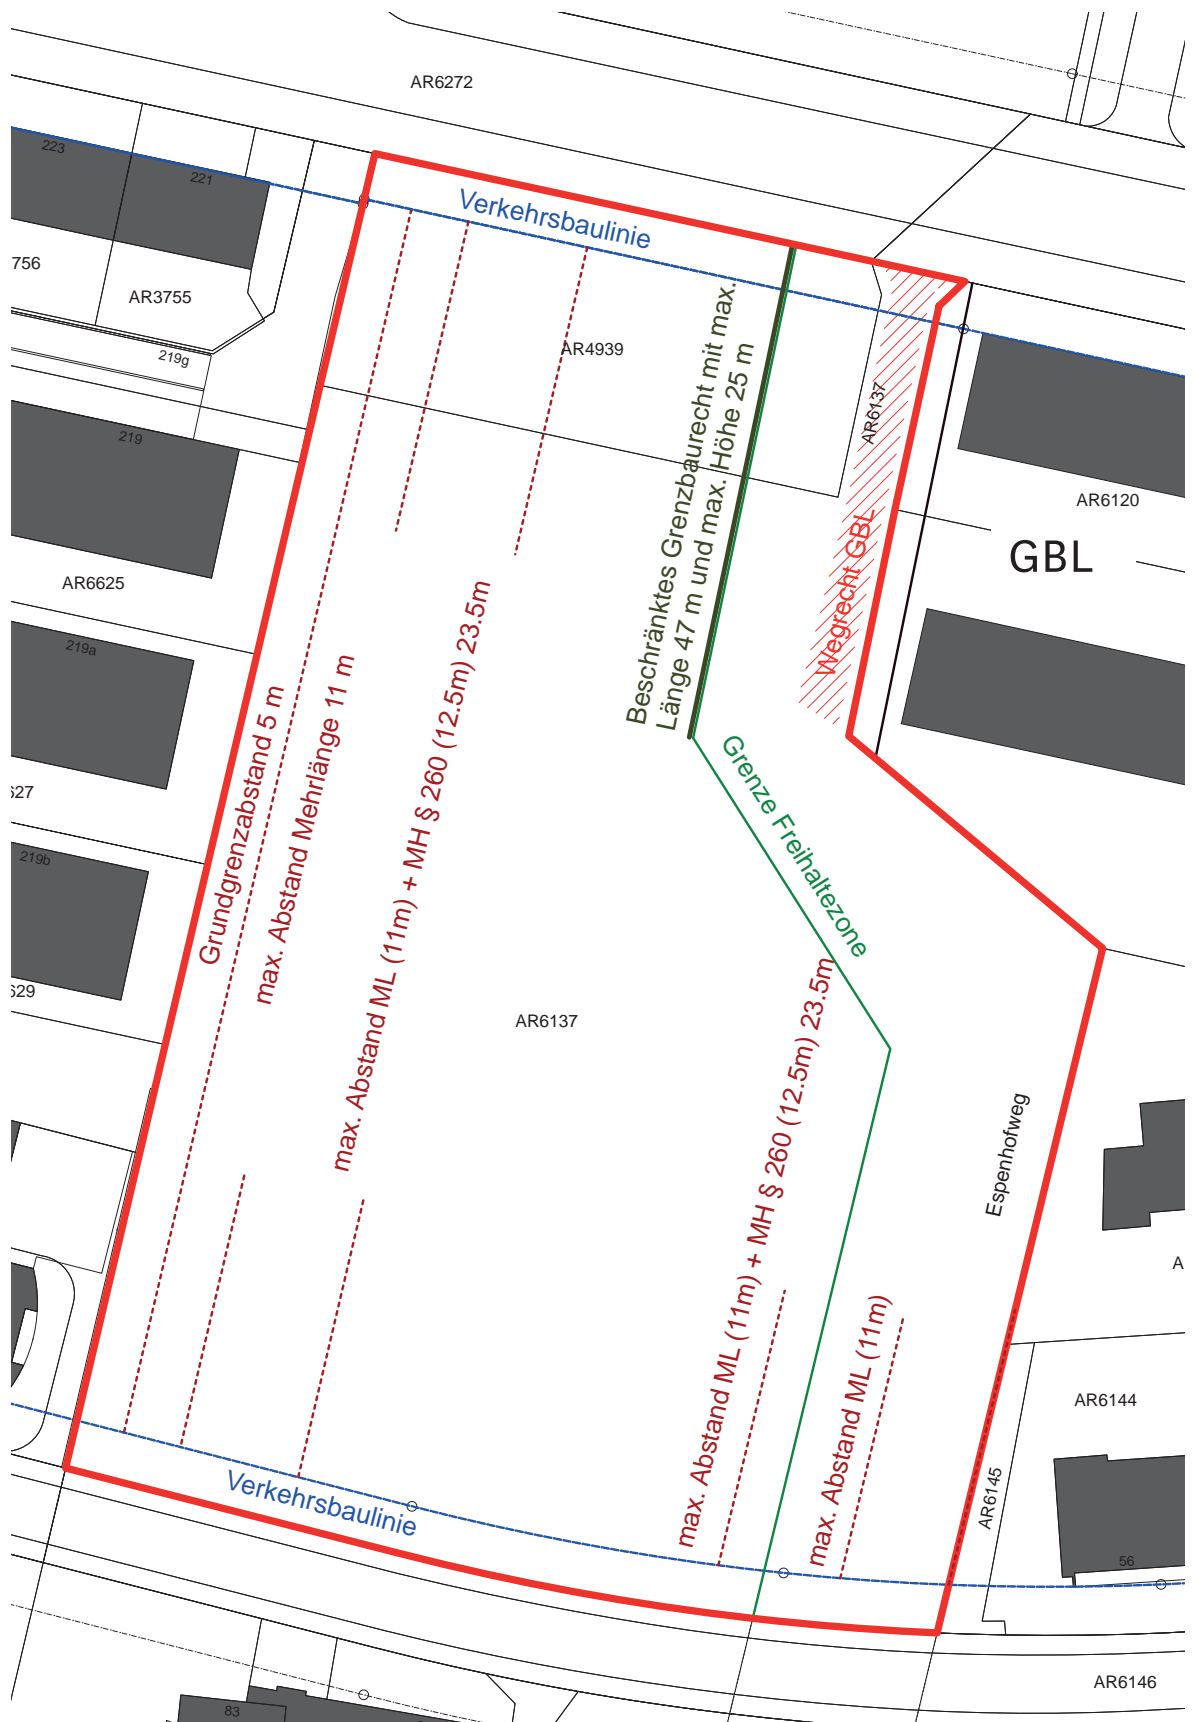 AR6272
223
221
Verkehrsbaulinie
756
AR3755
219g
AR4939
AR6137
219
Beschränktes Grenzbaurecht mit max.
Länge 47 m und max. Höhe 25 m
AR6120
GBL
Wegrecht GBL
AR6625
219a
Grundgrenzabstand 5 m
max. Abstand Mehrlänge 11 m
max. Abstand ML (11m) + MH § 260 (12.5m) 23.5m
Grenze Freihaltezone
627
219b
629
AR6137
max. Abstand ML (11m) + MH § 260 (12.5m) 23.5m
Espenhofweg
A
max. Abstand ML (11m)
AR6144
AR6145
Verkehrsbaulinie
56
AR6146
83